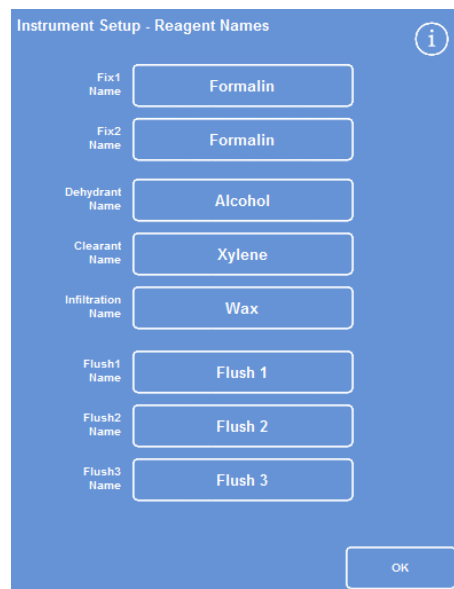 Instrument Setup - Reagent Names
i
Fix1
Name
Formalin
Fix2
Name
Formalin
Dehydrant
Name
Alcohol
Clearant
Name
Xylene
Infiltration
Name
Wax
Flush1
Name
Flush 1
Flush2
Name
Flush 2
Flush3
Name
Flush 3
OK